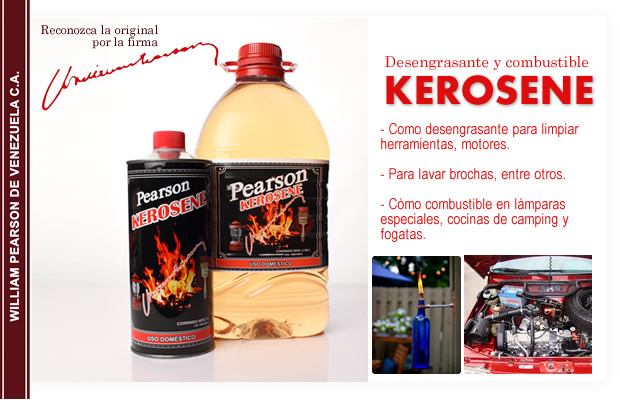 WILLIAM PEARSON DE VENEZUELA C.A.
Reconozca la original
por la firma
Pearson
KEROSENE
USO DOMÉSTICO
Pearson
KEROSENE
USO DOMÉSTICO
Desengrasante y combustible
KEROSENE
- Como desengrasante para limpiar
herramientas, motores.
- Para lavar brochas, entre otros.
- Cómo combustible en lámparas
especiales, cocinas de camping y
fogatas.